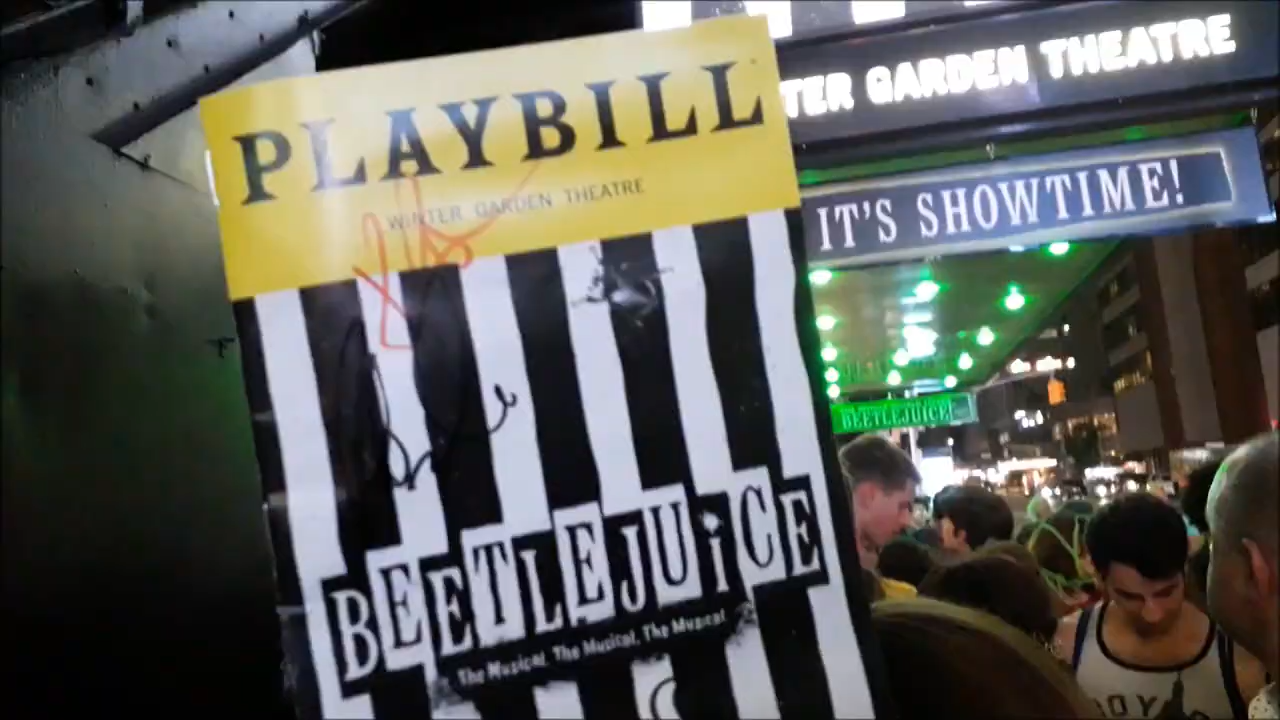 PLAYBILL
WINTER GARDEN THEATRE
BEETLEJUiCE
The Musical. The Musical. The Musical
TER GARDEN THEATRE
IT'S SHOWTIME!
BEETLEJUICE!